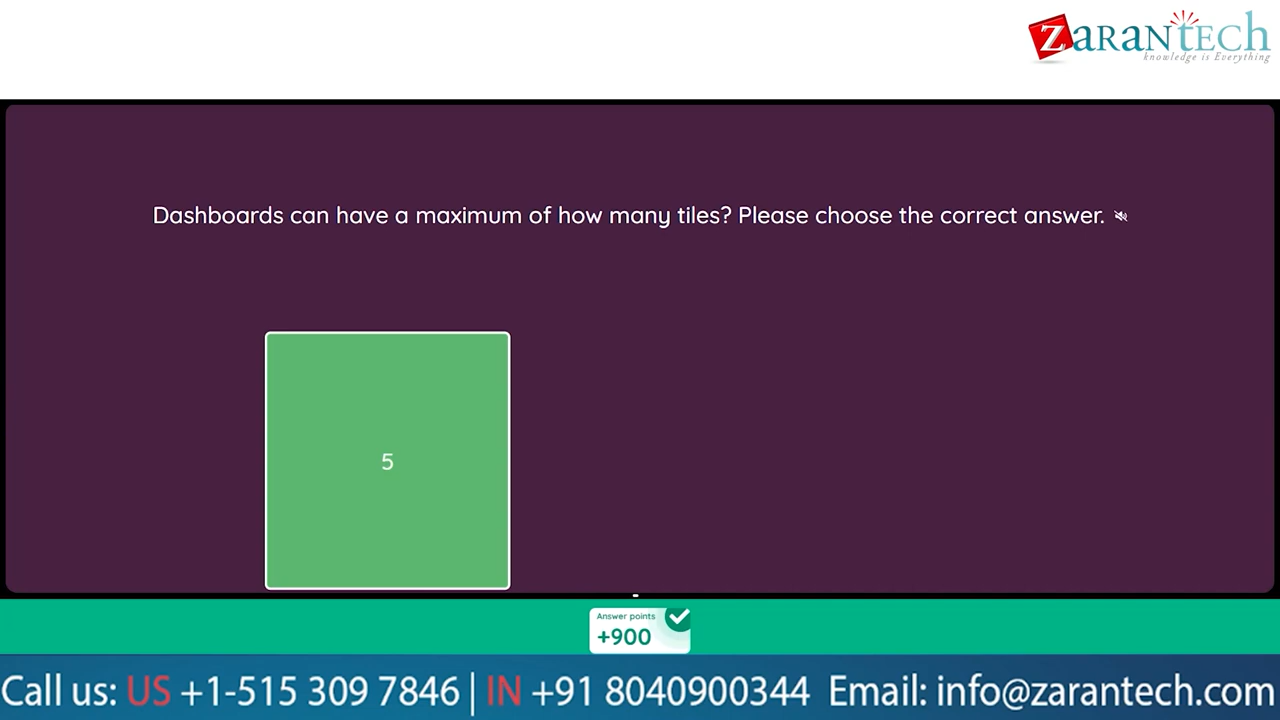 ZaranTech
knowledge is Everything
Dashboards can have a maximum of how many tiles? Please choose the correct answer.
5
Answer points
+900
Call us: US +1-515 309 7846 | IN +91 8040900344 Email: info@zarantech.com